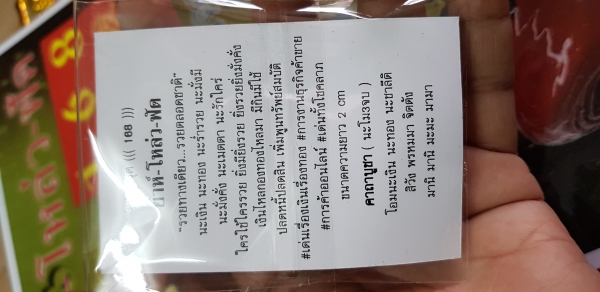 ((( 168 )))
"รวยทางเดียว...รวยตลอดชาติ"
นะเงิน นะทอง นะร่ำรวย นะมั่งมี
นะมั่งคั่ง นะเมตตา นะรักใคร่
ใครใช้ใครรวย ยิ่งมียิ่งรวย ยิ่งรวยยิ่งมั่งคั่ง
เงินไหลกองทองไหลมา มีกินมีใช้
ปลดหนี้ปลดสิน เพิ่มพูนทรัพย์สมบัติ
#เด่นเรื่องเงินเรื่องทอง #การงานธุรกิจค้าขาย
#การค้าออนไลน์ #เด่นรั้งโชคลาภ
ขนาดความยาว 2 cm
คาถาบูชา ( นะโม3จบ )
โอมนะเงิน นะทอง นะชาลีติ
สิวัง พรหมมา จิตตัง
มานี มานี มะมะ มามา
168